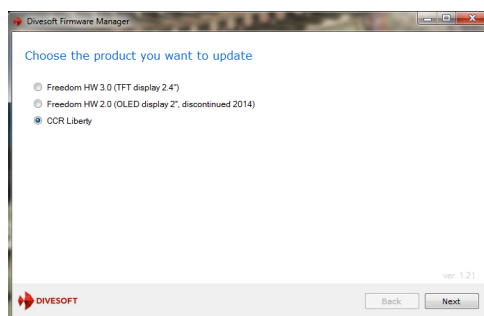 Divesoft Firmware Manager
Choose the product you want to update
Freedom HW 3.0 (TFT display 2.4")
Freedom HW 2.0 (OLED display 2", discontinued 2014)
CCR Liberty
ver. 1.21
DIVESOFT
Back
Next